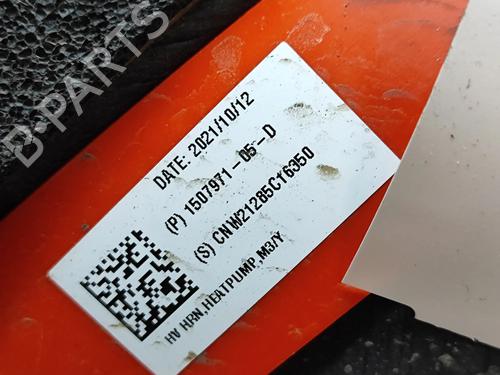 B-PARTS
DATE: 2021/10/12
(P) 1507971-05-D
(S) CNW21285C16350
HV HRN,HEATPUMP,M3/Y